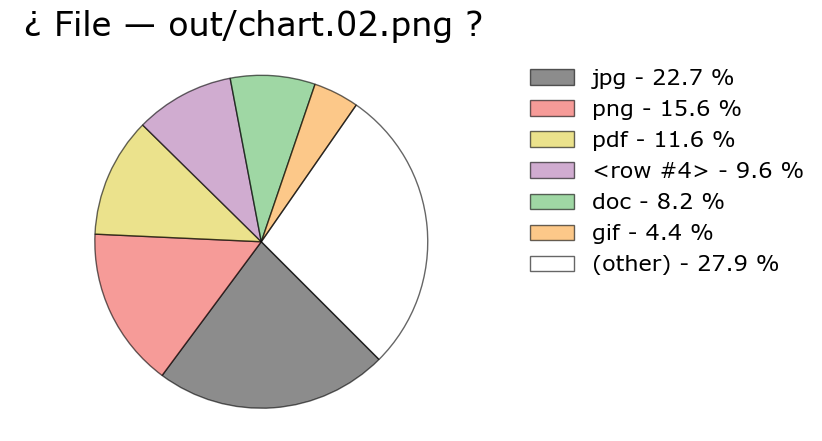 ¿ File — out/chart.02.png ?
jpg - 22.7 %
png - 15.6 %
pdf - 11.6 %
<row #4> - 9.6 %
doc - 8.2 %
gif - 4.4 %
(other) - 27.9 %